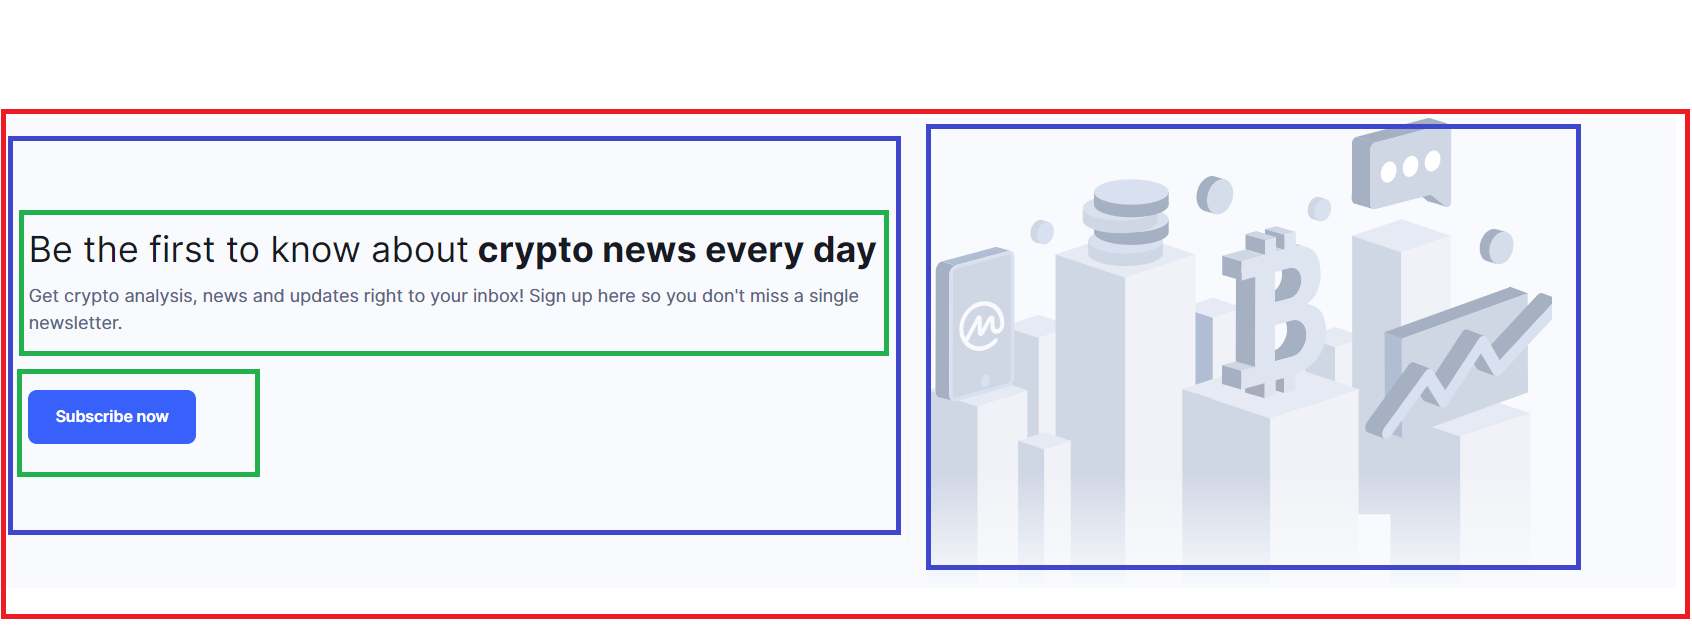 Be the first to know about crypto news every day
Get crypto analysis, news and updates right to your inbox! Sign up here so you don't miss a single
newsletter.
Subscribe now